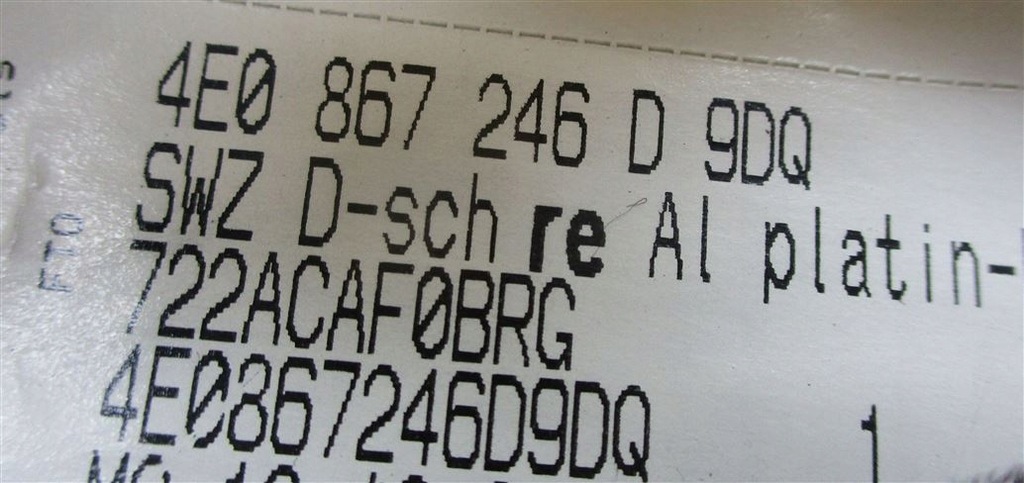 4E0 867 246 D 9DQ
SWZ D-sch re Al platin-
722ACAF0BRG
4E0867246D9DQ 1